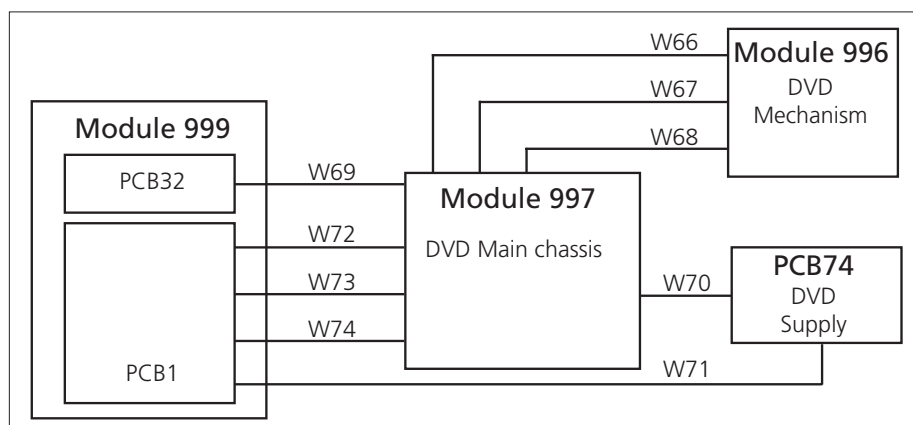 W66
Module 996
DVD
Mechanism
W67
W68
Module 999
PCB32
W69
Module 997
DVD Main chassis
W72
W73
W74
PCB1
W70
PCB74
DVD
Supply
W71